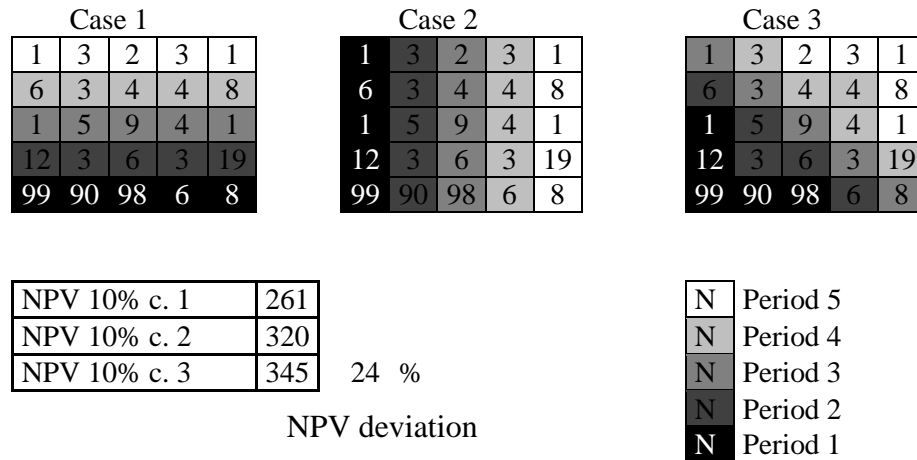 Case 1 Case 2 Case 3
1 3 2 3 1 1 3 2 3 1 1 3 2 3 1
6 3 4 4 8 6 3 4 4 8 6 3 4 4 8
1 5 9 4 1 1 5 9 4 1 1 5 9 4 1
12 3 6 3 19 12 3 6 3 19 12 3 6 3 19
99 90 98 6 8 99 90 98 6 8 99 90 98 6 8
NPV 10% c. 1 261
NPV 10% c. 2 320
NPV 10% c. 3 345 24 %
NPV deviation
N Period 5
N Period 4
N Period 3
N Period 2
N Period 1